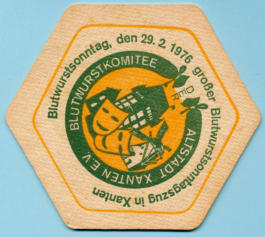 Blutwurstsonntag, den 29. 2. 1976 großer Blutwurstsonntagszug in Xanten
BLUTWURSTKOMITEE
ALTSTADT XANTEN E.V.